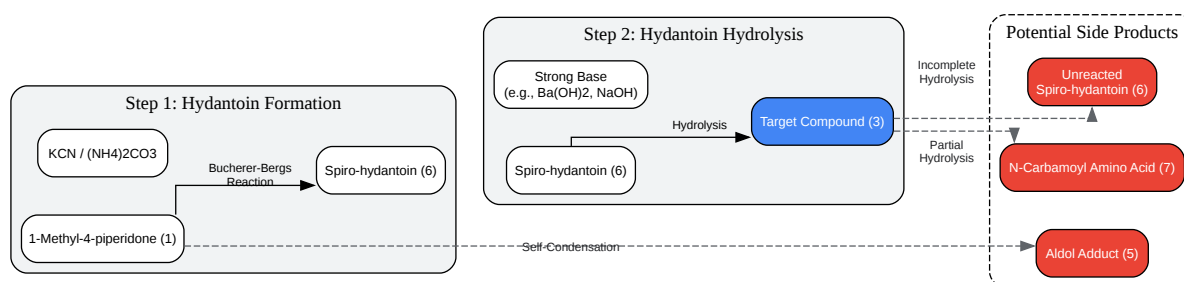 Step 1: Hydantoin Formation
KCN / (NH4)2CO3
Bucherer-Bergs
Reaction
Spiro-hydantoin (6)
1-Methyl-4-piperidone (1)
Step 2: Hydantoin Hydrolysis
Strong Base
(e.g., Ba(OH)2, NaOH)
Hydrolysis
Target Compound (3)
Spiro-hydantoin (6)
Self-Condensation
Incomplete
Hydrolysis
Partial
Hydrolysis
Potential Side Products
Unreacted
Spiro-hydantoin (6)
N-Carbamoyl Amino Acid (7)
Aldol Adduct (5)